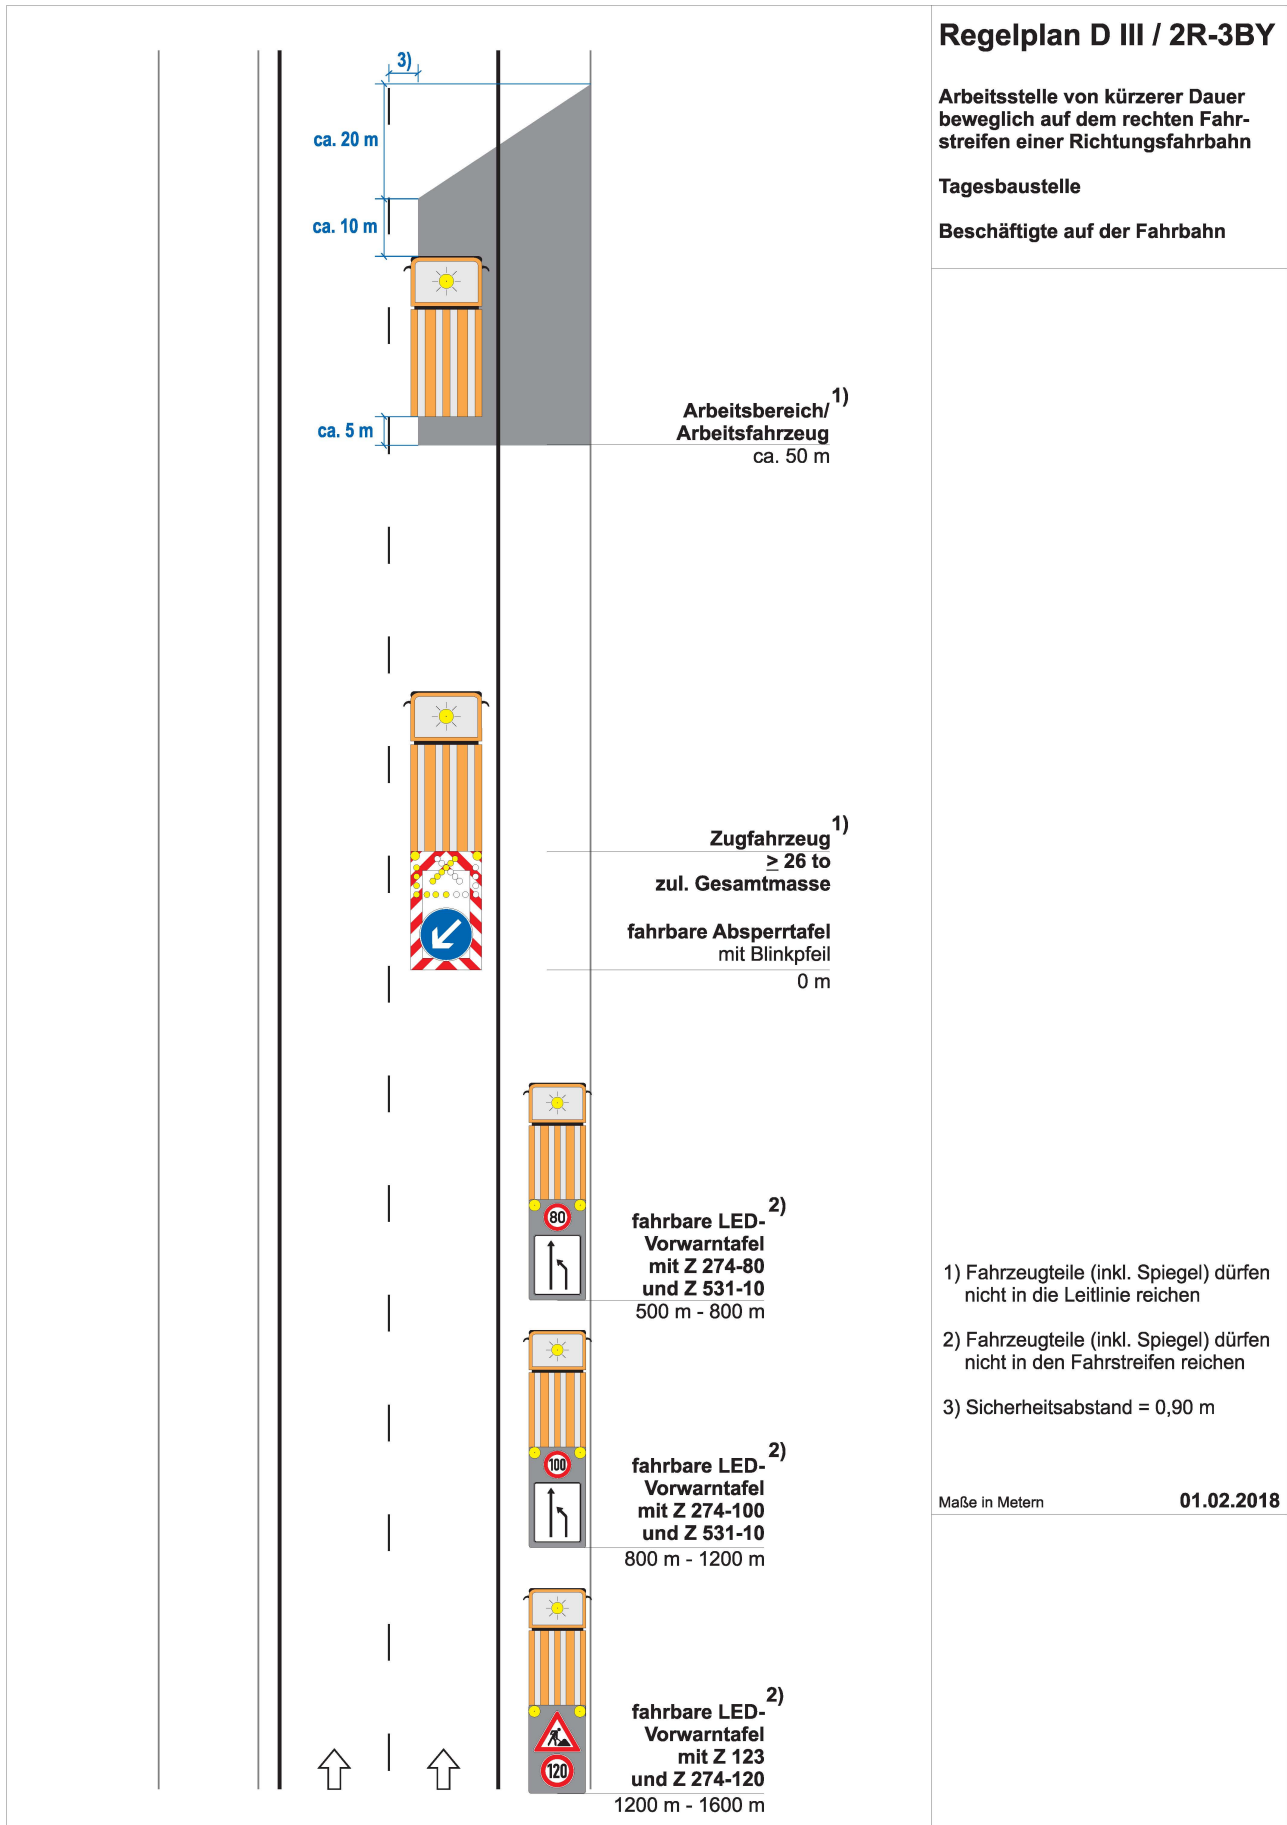 Regelplan D III / 2R-3BY
Arbeitsstelle von kürzerer Dauer
beweglich auf dem rechten Fahr-
streifen einer Richtungsfahrbahn
Tagesbaustelle
Beschäftigte auf der Fahrbahn
3)
ca. 20 m
ca. 10 m
ca. 5 m
Arbeitsbereich/ 1)
Arbeitsfahrzeug
ca. 50 m
Zugfahrzeug 1)
≥ 26 to
zul. Gesamtmasse
fahrbare Absperrtafel
mit Blinkpfeil
0 m
80
fahrbare LED- 2)
Vorwarntafel
mit Z 274-80
und Z 531-10
500 m - 800 m
100
fahrbare LED- 2)
Vorwarntafel
mit Z 274-100
und Z 531-10
800 m - 1200 m
120
fahrbare LED- 2)
Vorwarntafel
mit Z 123
und Z 274-120
1200 m - 1600 m
1) Fahrzeugteile (inkl. Spiegel) dürfen
nicht in die Leitlinie reichen
2) Fahrzeugteile (inkl. Spiegel) dürfen
nicht in den Fahrstreifen reichen
3) Sicherheitsabstand = 0,90 m
Maße in Metern 01.02.2018